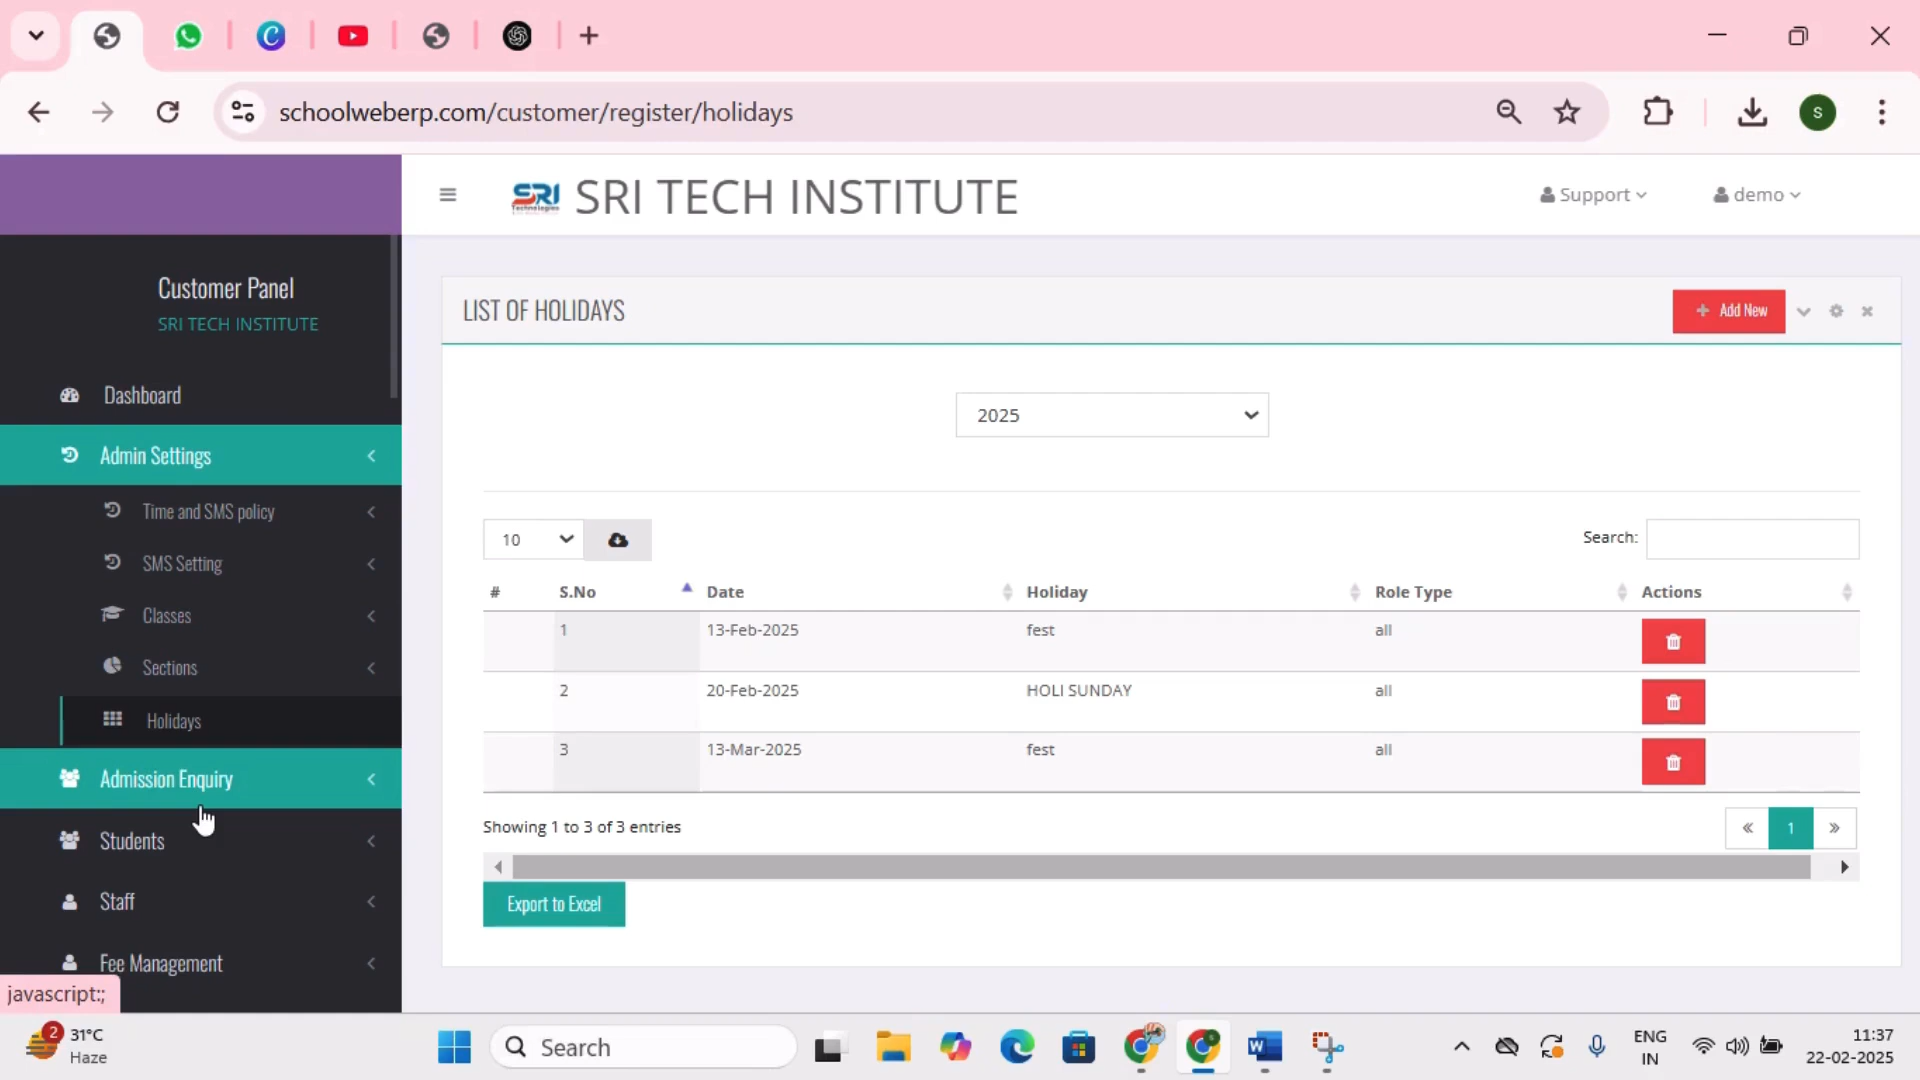 schoolweberp.com/customer/register/holidays
S
SRI
Technologies
SRI TECH INSTITUTE
Support
demo
Customer Panel
SRI TECH INSTITUTE
Dashboard
Admin Settings
Time and SMS policy
SMS Setting
Classes
Sections
Holidays
Admission Enquiry
Students
Staff
Fee Management
javascript:;
LIST OF HOLIDAYS
+ Add New
2025
10
Search:
# S.No Date Holiday Role Type Actions
1 13-Feb-2025 fest all
2 20-Feb-2025 HOLI SUNDAY all
3 13-Mar-2025 fest all
Showing 1 to 3 of 3 entries
« 1 »
Export to Excel
2
31°C
Haze
Search
ENG
IN
11:37
22-02-2025